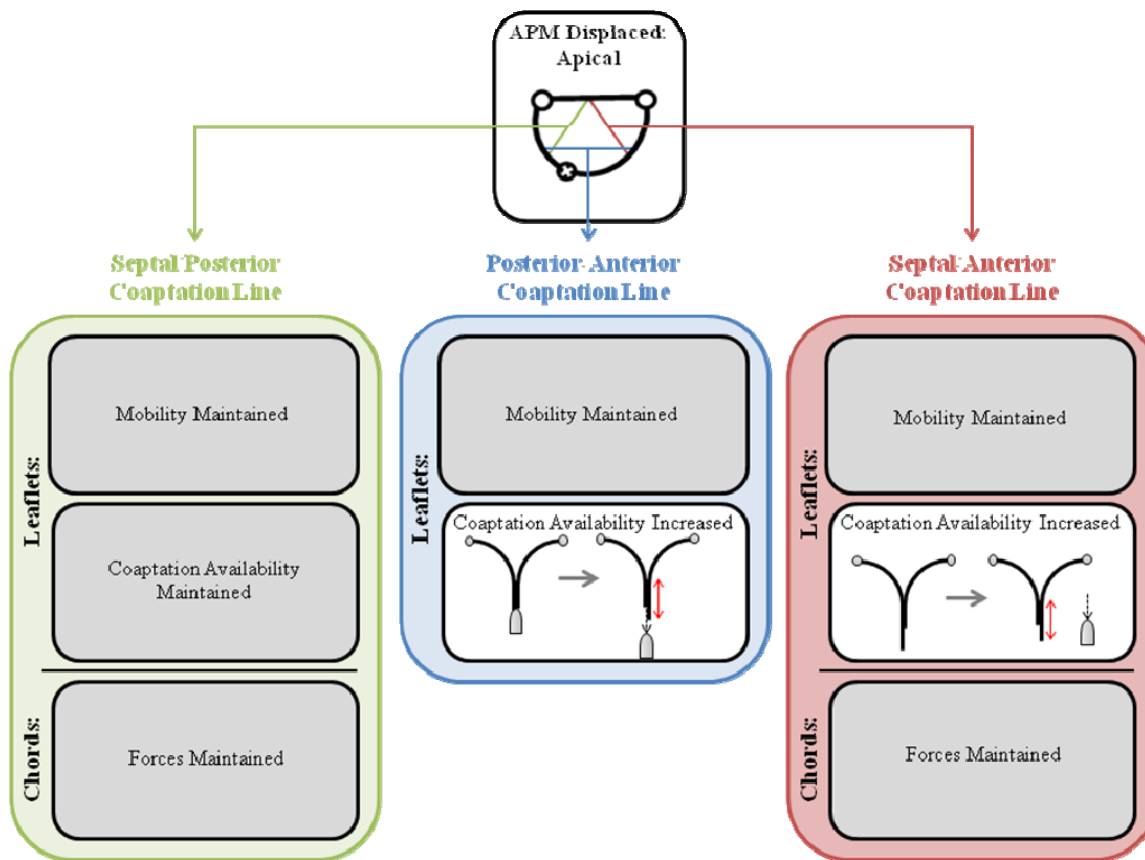 APM Displaced:
Apical
Septal-Posterior
Coaptation Line
Posterior-Anterior
Coaptation Line
Septal-Anterior
Coaptation Line
Leaflets:
Mobility Maintained
Coaptation Availability
Maintained
Chords:
Forces Maintained
Leaflets:
Mobility Maintained
Coaptation Availability Increased
Leaflets:
Mobility Maintained
Coaptation Availability Increased
Chords:
Forces Maintained